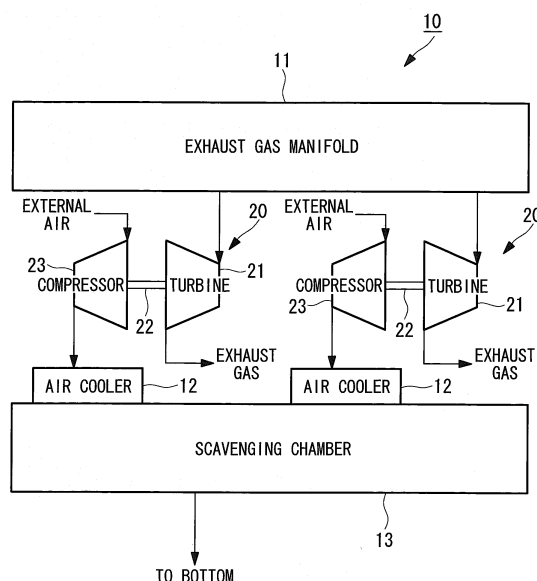 10
11
EXHAUST GAS MANIFOLD
EXTERNAL
AIR
20
EXTERNAL
AIR
20
23
COMPRESSOR
TURBINE
21
22
COMPRESSOR
23
TURBINE
21
22
EXHAUST
GAS
EXHAUST
GAS
AIR COOLER
12
AIR COOLER
12
SCAVENGING CHAMBER
13
TO BOTTOM